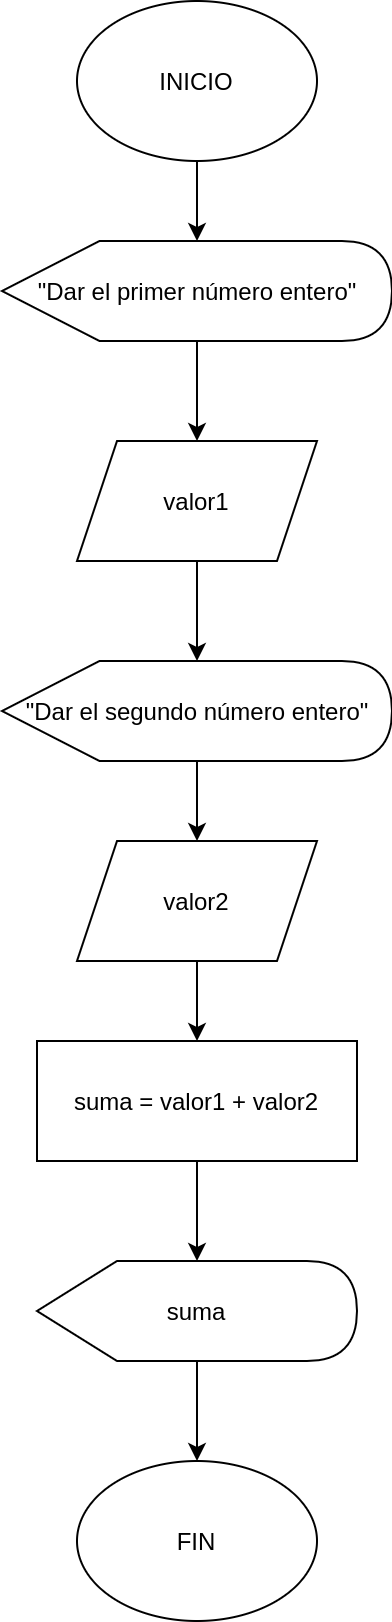 INICIO
"Dar el primer número entero"
valor1
"Dar el segundo número entero"
valor2
suma = valor1 + valor2
suma
FIN